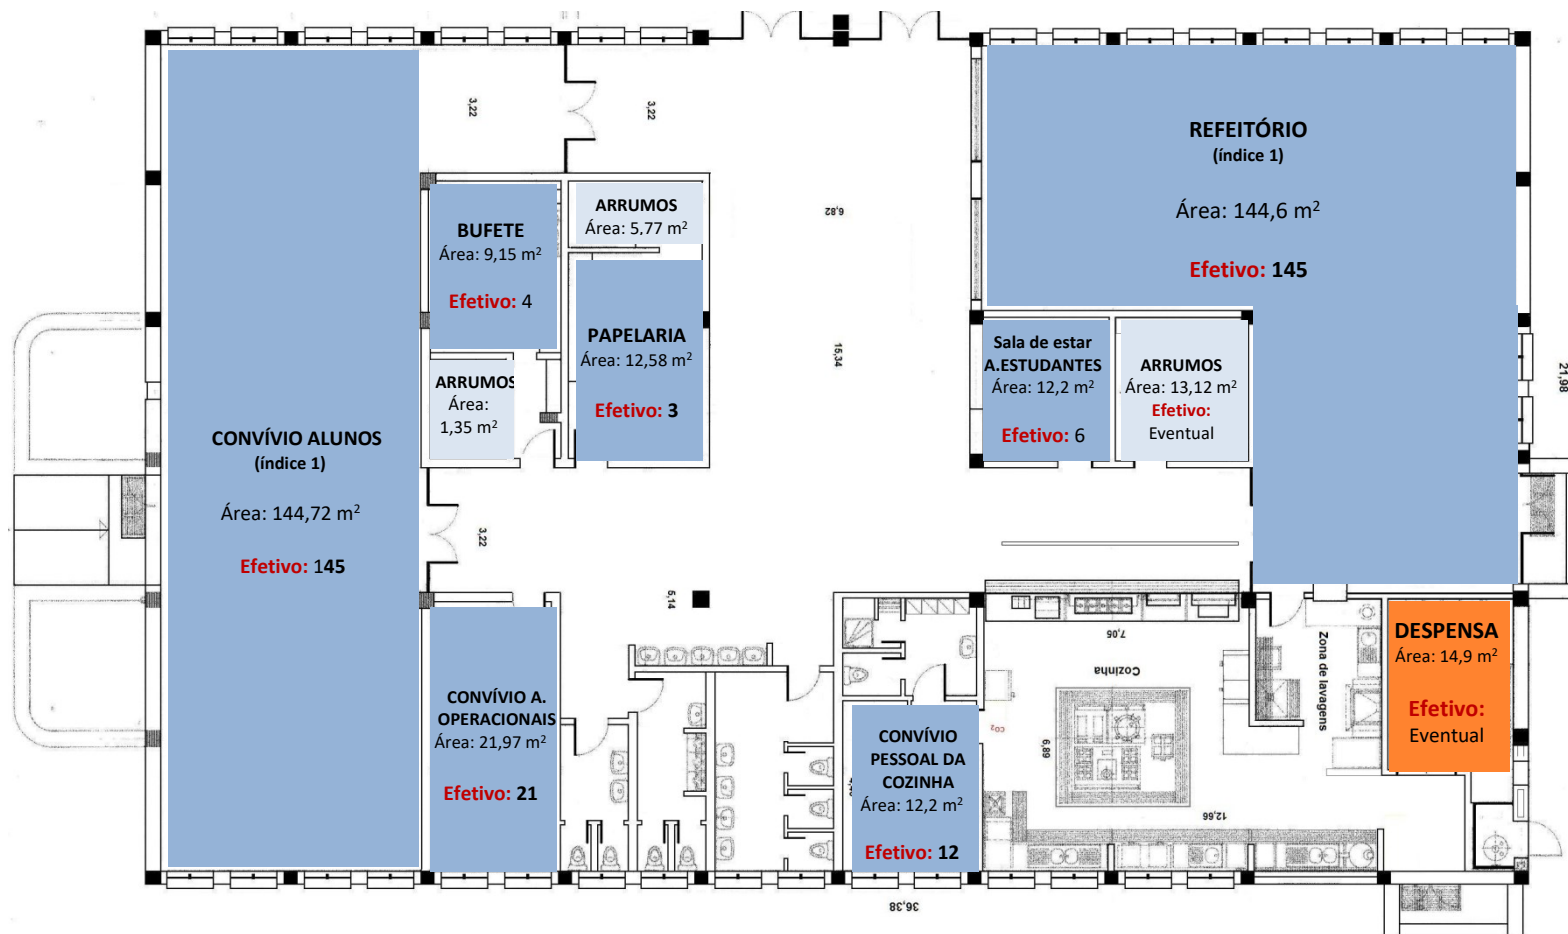 3,22
3,22
REFEITÓRIO
(índice 1)
Área: 144,6 m²
Efetivo: 145
BUFETE
Área: 9,15 m²
Efetivo: 4
ARRUMOS
Área: 5,77 m²
6,82
PAPELARIA
Área: 12,58 m²
Efetivo: 3
15,34
Sala de estar
A.ESTUDANTES
Área: 12,2 m²
Efetivo: 6
ARRUMOS
Área: 13,12 m²
Efetivo:
Eventual
21,98
ARRUMOS
Área:
1,35 m²
CONVÍVIO ALUNOS
(índice 1)
Área: 144,72 m²
Efetivo: 145
3,22
5,14
CONVÍVIO A.
OPERACIONAIS
Área: 21,97 m²
Efetivo: 21
CONVÍVIO
PESSOAL DA
COZINHA
Área: 12,2 m²
Efetivo: 12
7,05
Cozinha
CO2
6,89
12,66
Zona de lavagens
DESPENSA
Área: 14,9 m²
Efetivo:
Eventual
36,38